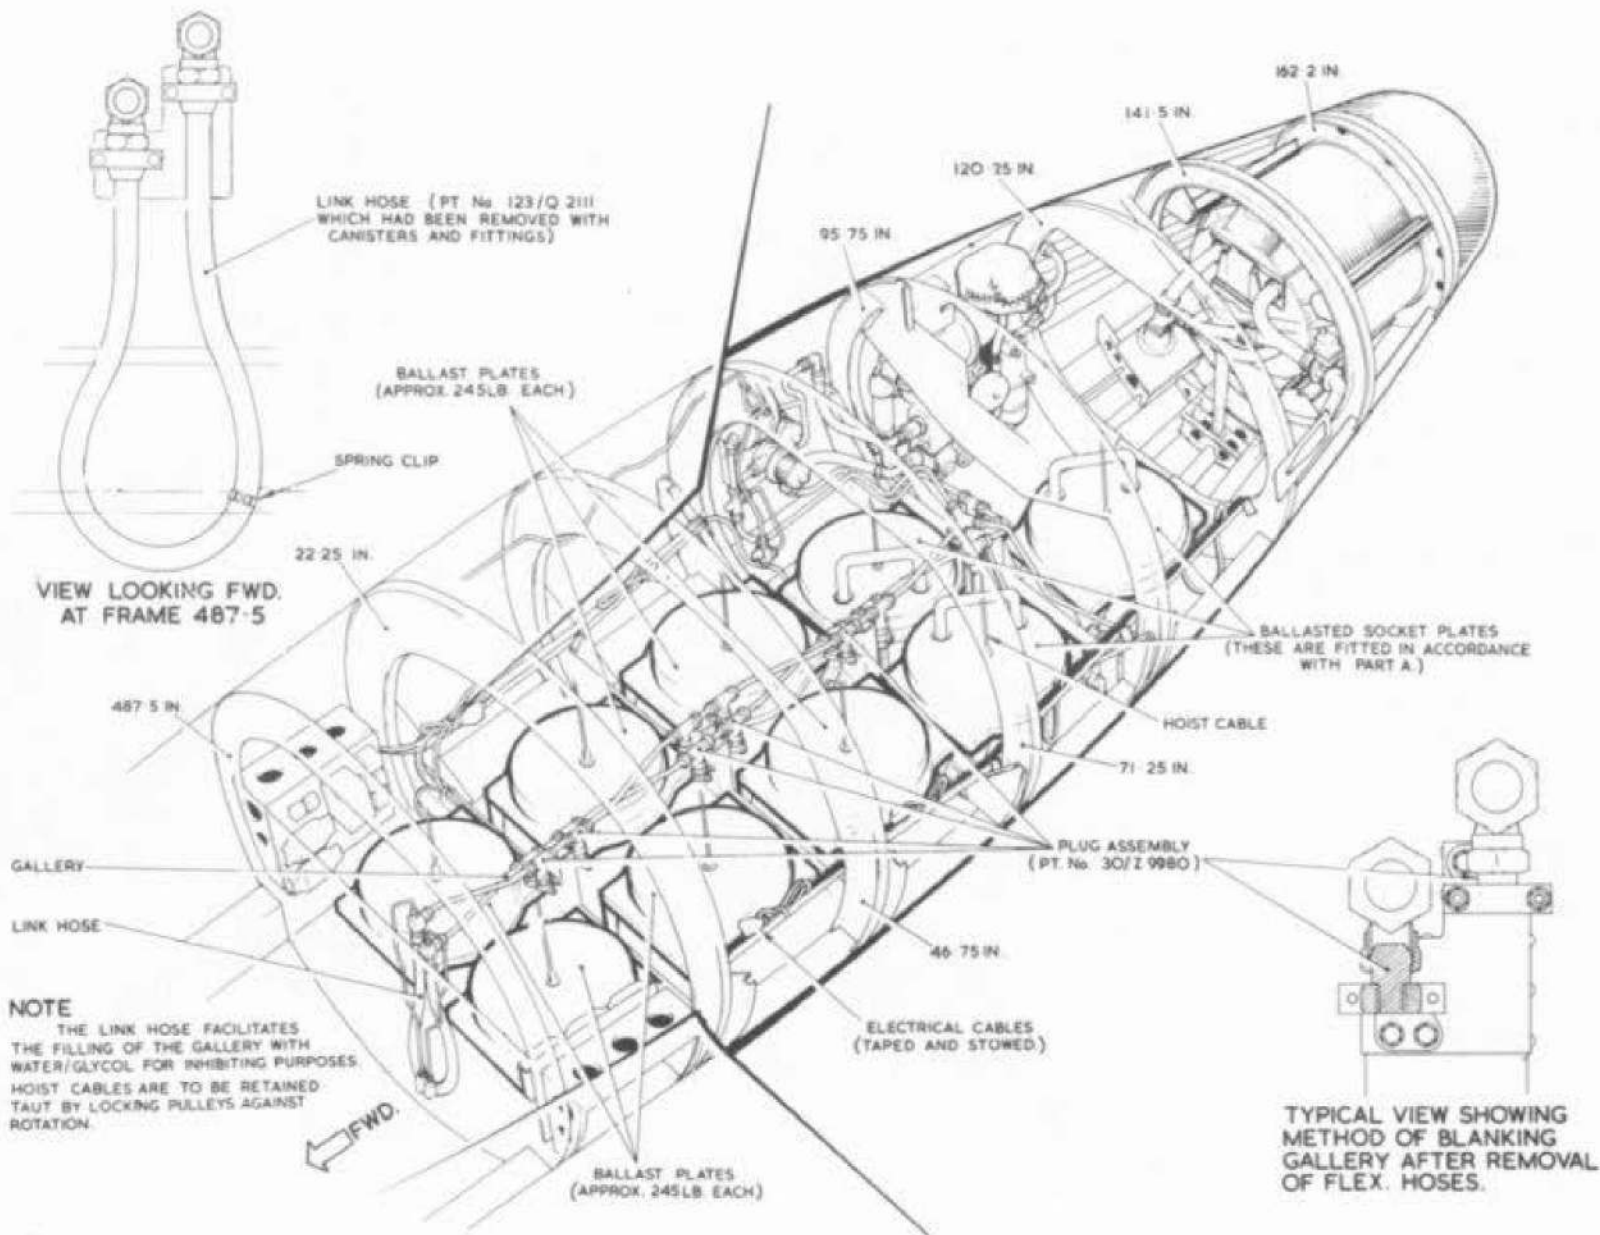 162·2 IN.
141·5 IN.
120·25 IN.
95·75 IN.
LINK HOSE (PT No 123/Q 2111
WHICH HAD BEEN REMOVED WITH
CANISTERS AND FITTINGS)
BALLAST PLATES
(APPROX. 245LB. EACH)
SPRING CLIP
22·25 IN.
VIEW LOOKING FWD.
AT FRAME 487·5
BALLASTED SOCKET PLATES
(THESE ARE FITTED IN ACCORDANCE
WITH PART A.)
487·5 IN.
HOIST CABLE
71·25 IN.
PLUG ASSEMBLY
(PT. No. 30/Z 9980)
GALLERY
LINK HOSE
46·75 IN.
NOTE
THE LINK HOSE FACILITATES
THE FILLING OF THE GALLERY WITH
WATER/GLYCOL FOR INHIBITING PURPOSES
HOIST CABLES ARE TO BE RETAINED
TAUT BY LOCKING PULLEYS AGAINST
ROTATION.
ELECTRICAL CABLES
(TAPED AND STOWED.)
FWD.
BALLAST PLATES
(APPROX. 245LB EACH)
TYPICAL VIEW SHOWING
METHOD OF BLANKING
GALLERY AFTER REMOVAL
OF FLEX. HOSES.